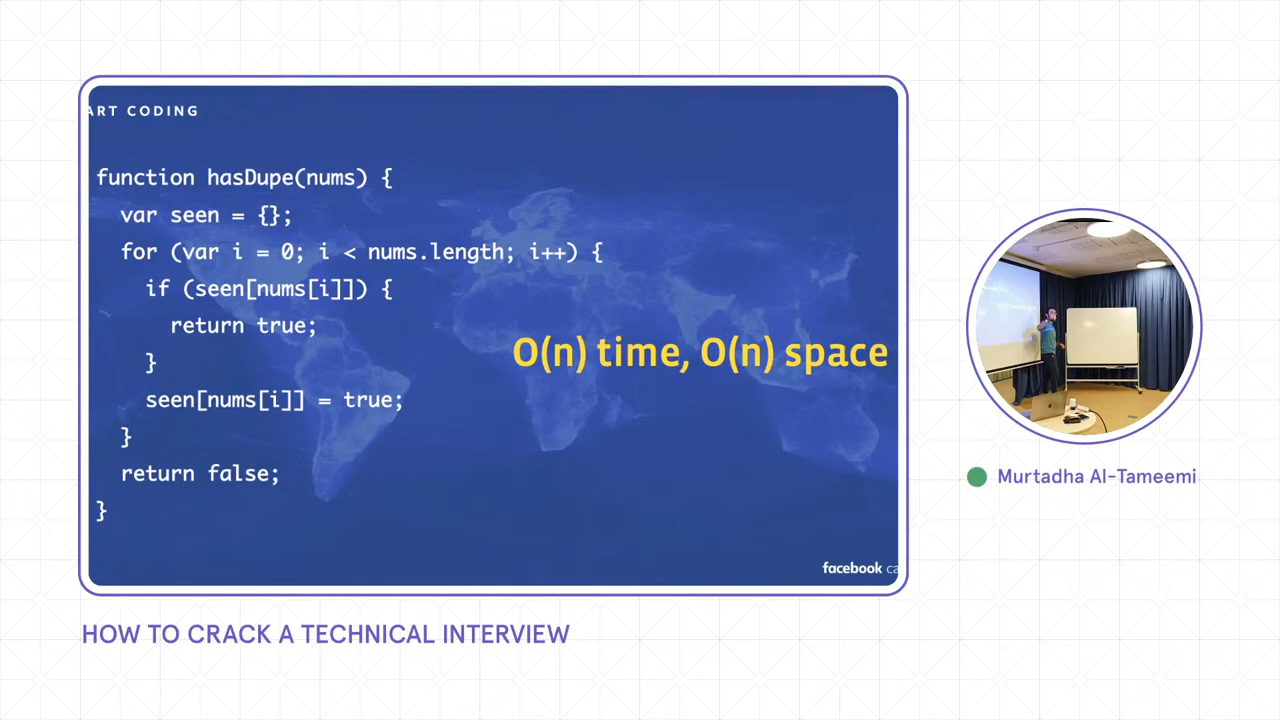 ART CODING
function hasDupe(nums) {
  var seen = {};
  for (var i = 0; i < nums.length; i++) {
    if (seen[nums[i]]) {
      return true;
    }
    seen[nums[i]] = true;
  }
  return false;
}
O(n) time, O(n) space
facebook ca
Murtadha Al-Tameemi
HOW TO CRACK A TECHNICAL INTERVIEW